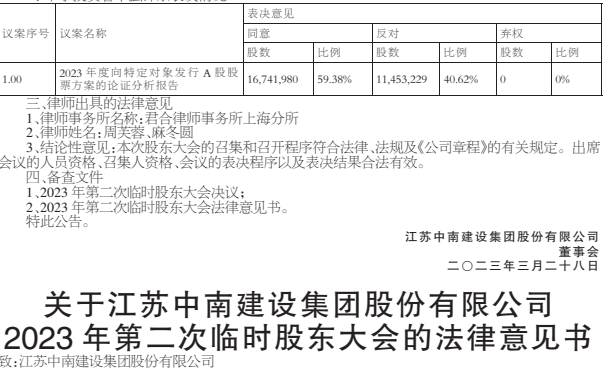 表决意见
议案序号 议案名称 同意 反对 弃权
股数 比例 股数 比例 股数 比例
1.00 2023 年度向特定对象发行 A 股股票方案的论证分析报告 16,741,980 59.38% 11,453,229 40.62% 0 0%
三、律师出具的法律意见
1、律师事务所名称:君合律师事务所上海分所
2、律师姓名:周芙蓉、麻冬圆
3、结论性意见:本次股东大会的召集和召开程序符合法律、法规及《公司章程》的有关规定。出席
会议的人员资格、召集人资格、会议的表决程序以及表决结果合法有效。
四、备查文件
1、2023 年第二次临时股东大会决议;
2、2023 年第二次临时股东大会法律意见书。
特此公告。
江苏中南建设集团股份有限公司
董事会
二〇二三年三月二十八日
关于江苏中南建设集团股份有限公司
2023 年第二次临时股东大会的法律意见书
致:江苏中南建设集团股份有限公司